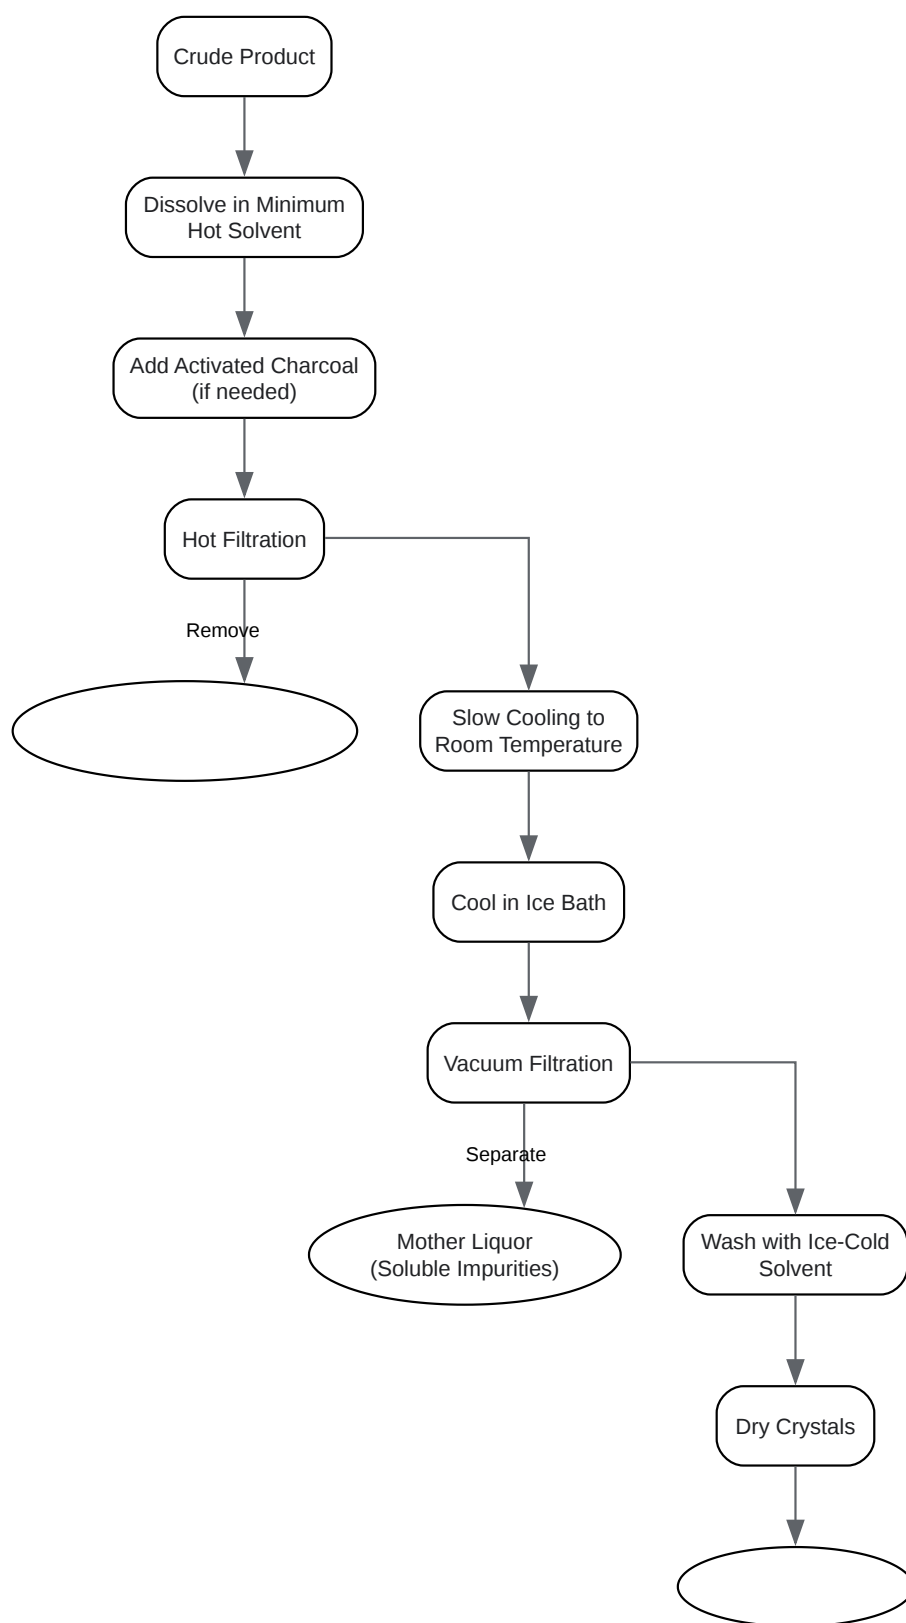 Crude Product
Dissolve in Minimum
Hot Solvent
Add Activated Charcoal
(if needed)
Hot Filtration
Remove
Slow Cooling to
Room Temperature
Cool in Ice Bath
Vacuum Filtration
Separate
Mother Liquor
(Soluble Impurities)
Wash with Ice-Cold
Solvent
Dry Crystals